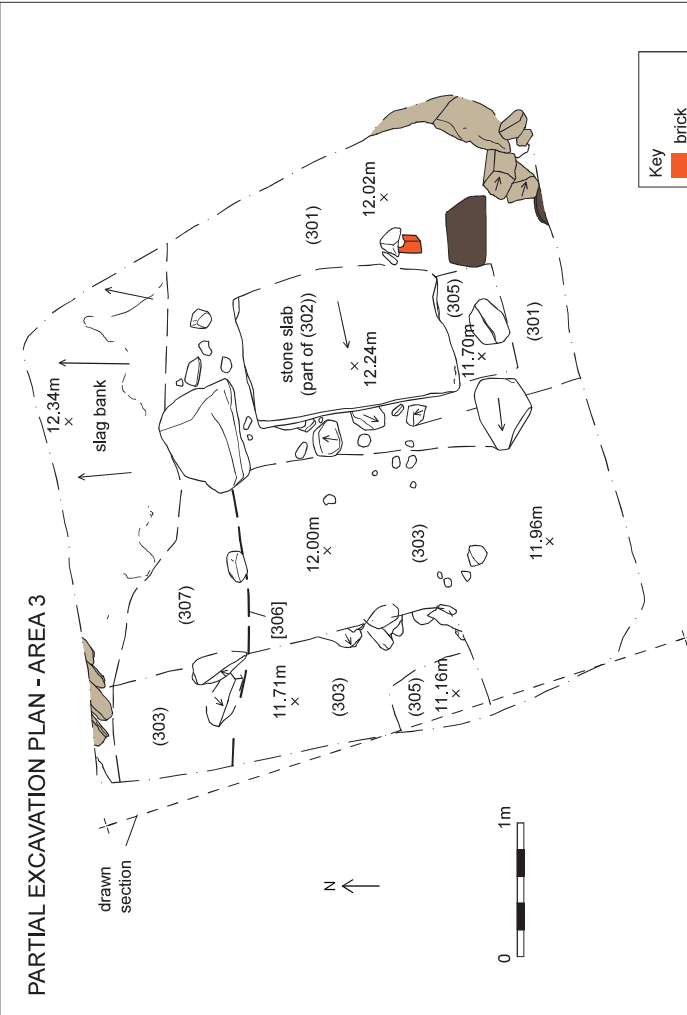 PARTIAL EXCAVATION PLAN - AREA 3
drawn
section
(303)
(307)
12.34m
slag bank
[306]
11.71m
(303)
(305)
11.16m
12.00m
(303)
11.96m
stone slab
(part of (302))
12.24m
(301)
12.02m
(305)
11.70m
(301)
N
0
1m
Key
brick